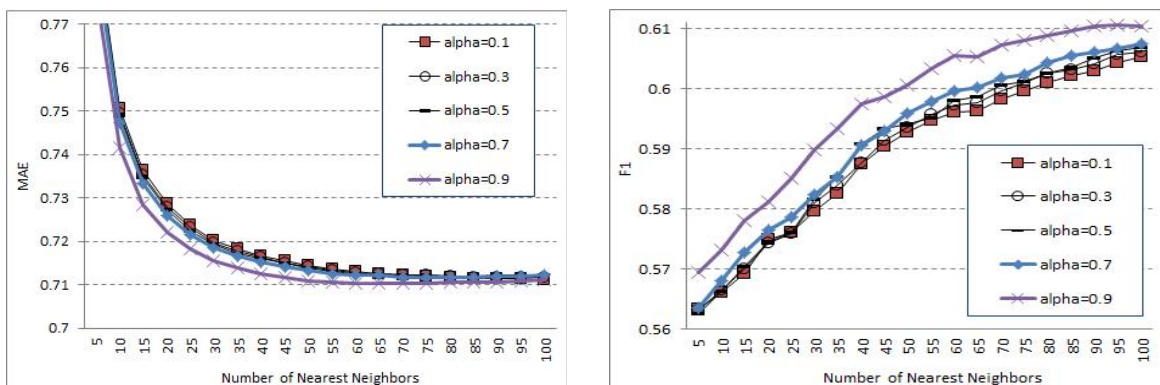 0.77
0.76
0.75
0.74
0.73
0.72
0.71
0.7
MAE
5 10 15 20 25 30 35 40 45 50 55 60 65 70 75 80 85 90 95 100
Number of Nearest Neighbors
alpha=0.1
alpha=0.3
alpha=0.5
alpha=0.7
alpha=0.9
0.61
0.6
0.59
0.58
0.57
0.56
F1
5 10 15 20 25 30 35 40 45 50 55 60 65 70 75 80 85 90 95 100
Number of Nearest Neighbors
alpha=0.1
alpha=0.3
alpha=0.5
alpha=0.7
alpha=0.9